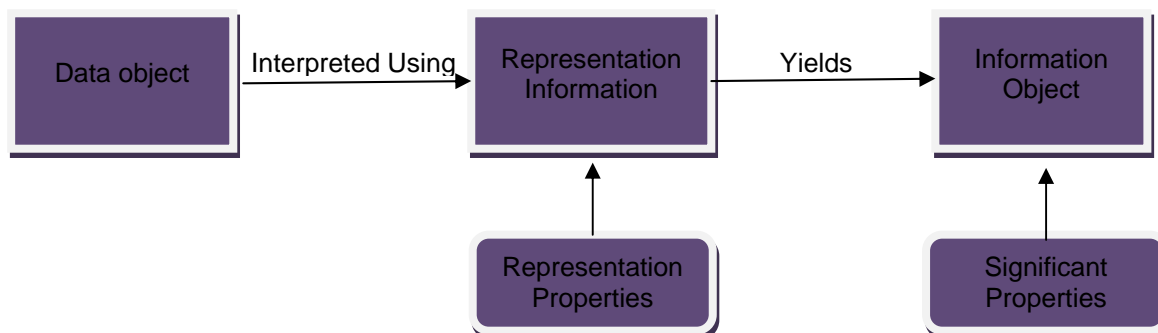 Data object
Interpreted Using
Representation
Information
Yields
Information
Object
Representation
Properties
Significant
Properties